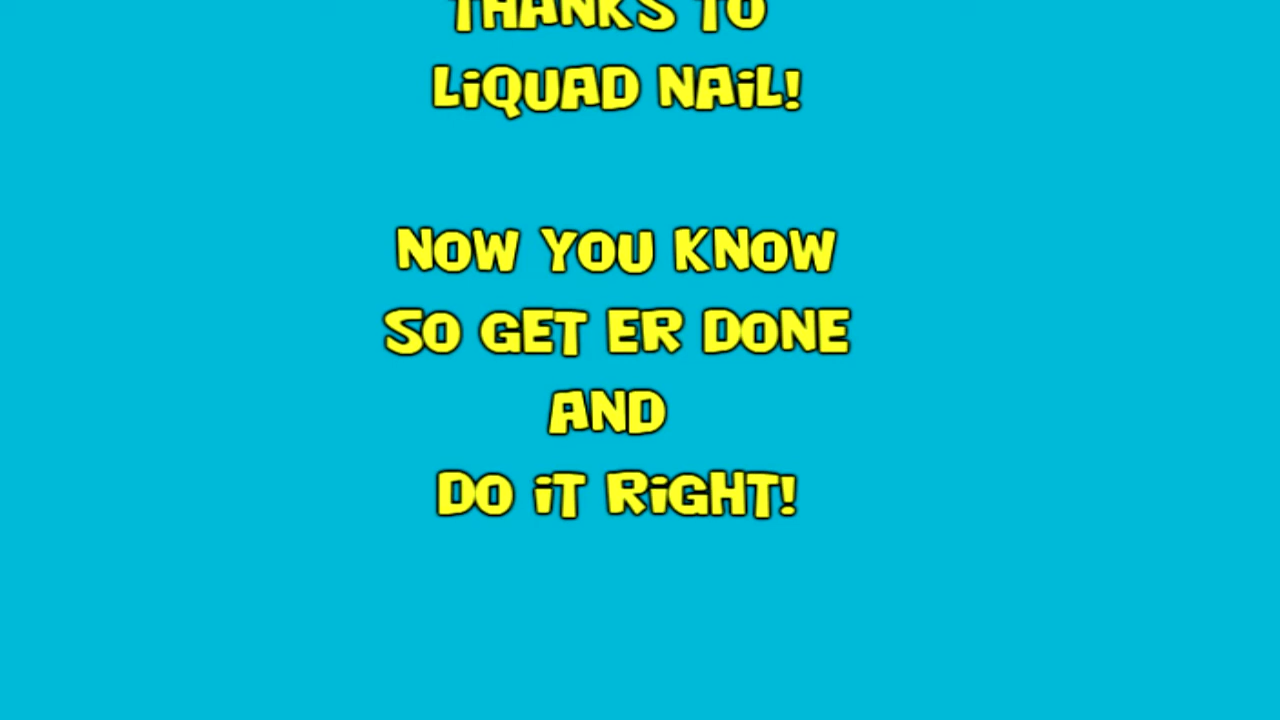 THANKS TO
LiQUAD NAiL!
NOW YOU KNOW
SO GET ER DONE
AND
DO iT RiGHT!